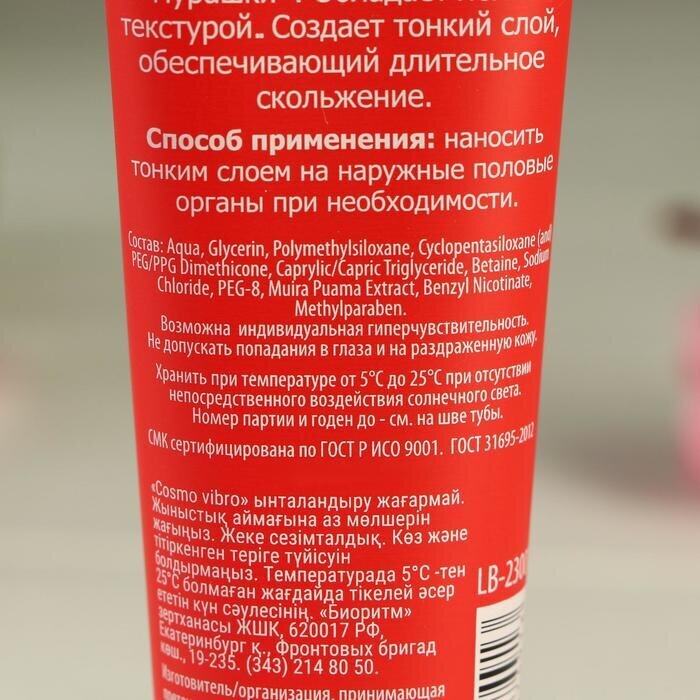 текстурой.. Создает тонкий слой,
обеспечивающий длительное
скольжение.
Способ применения: наносить
тонким слоем на наружные половые
органы при необходимости.
Состав: Aqua, Glycerin, Polymethylsiloxane, Cyclopentasiloxane (and)
PEG/PPG Dimethicone, Caprylic/Capric Triglyceride, Betaine, Sodium
Chloride, PEG-8, Muira Puama Extract, Benzyl Nicotinate,
Methylparaben.
Возможна индивидуальная гиперчувствительность.
Не допускать попадания в глаза и на раздраженную кожу.
Хранить при температуре от 5°C до 25°C при отсутствии
непосредственного воздействия солнечного света.
Номер партии и годен до - см. на шве тубы.
СМК сертифицирована по ГОСТ Р ИСО 9001. ГОСТ 31695-2012
«Cosmo vibro» ынталандыру жағармай.
Жыныстық аймағына аз мөлшерін
жағыңыз. Жеке сезімталдық. Көз және
тітіркенген теріге түйісуін
болдырмаңыз. Температурада 5°C -тен
25°C болмаған жағдайда тікелей әсер
ететін күн сәулесінің. «Биоритм»
зертханасы ЖШК, 620017 РФ,
Екатеринбург қ., Фронтовых бригад
көш., 19-235. (343) 214 80 50.
Изготовитель/организация, принимающая
LB-230